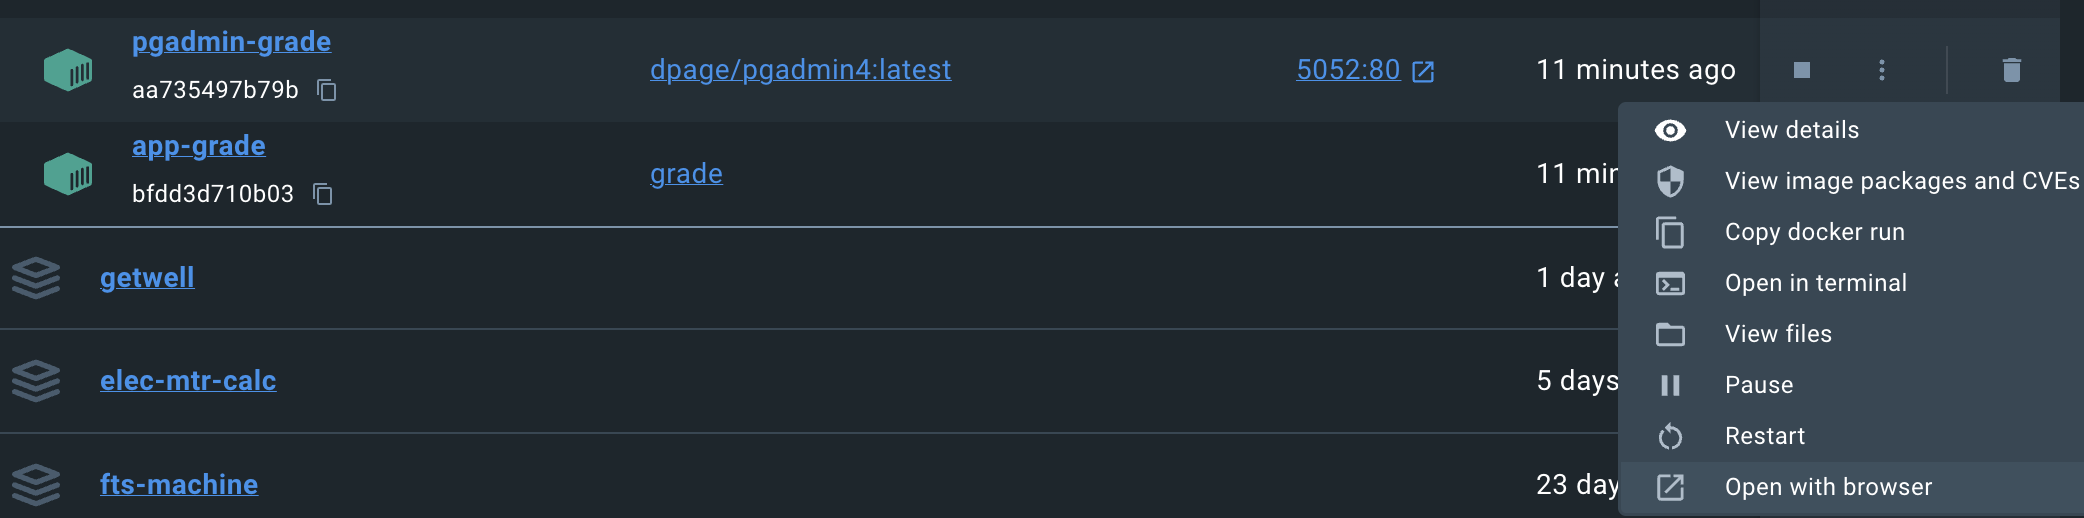 pgadmin-grade
aa735497b79b
dpage/pgadmin4:latest
5052:80
11 minutes ago
app-grade
bfdd3d710b03
grade
11 min
getwell
1 day
elec-mtr-calc
5 days
fts-machine
23 day
View details
View image packages and CVEs
Copy docker run
Open in terminal
View files
Pause
Restart
Open with browser